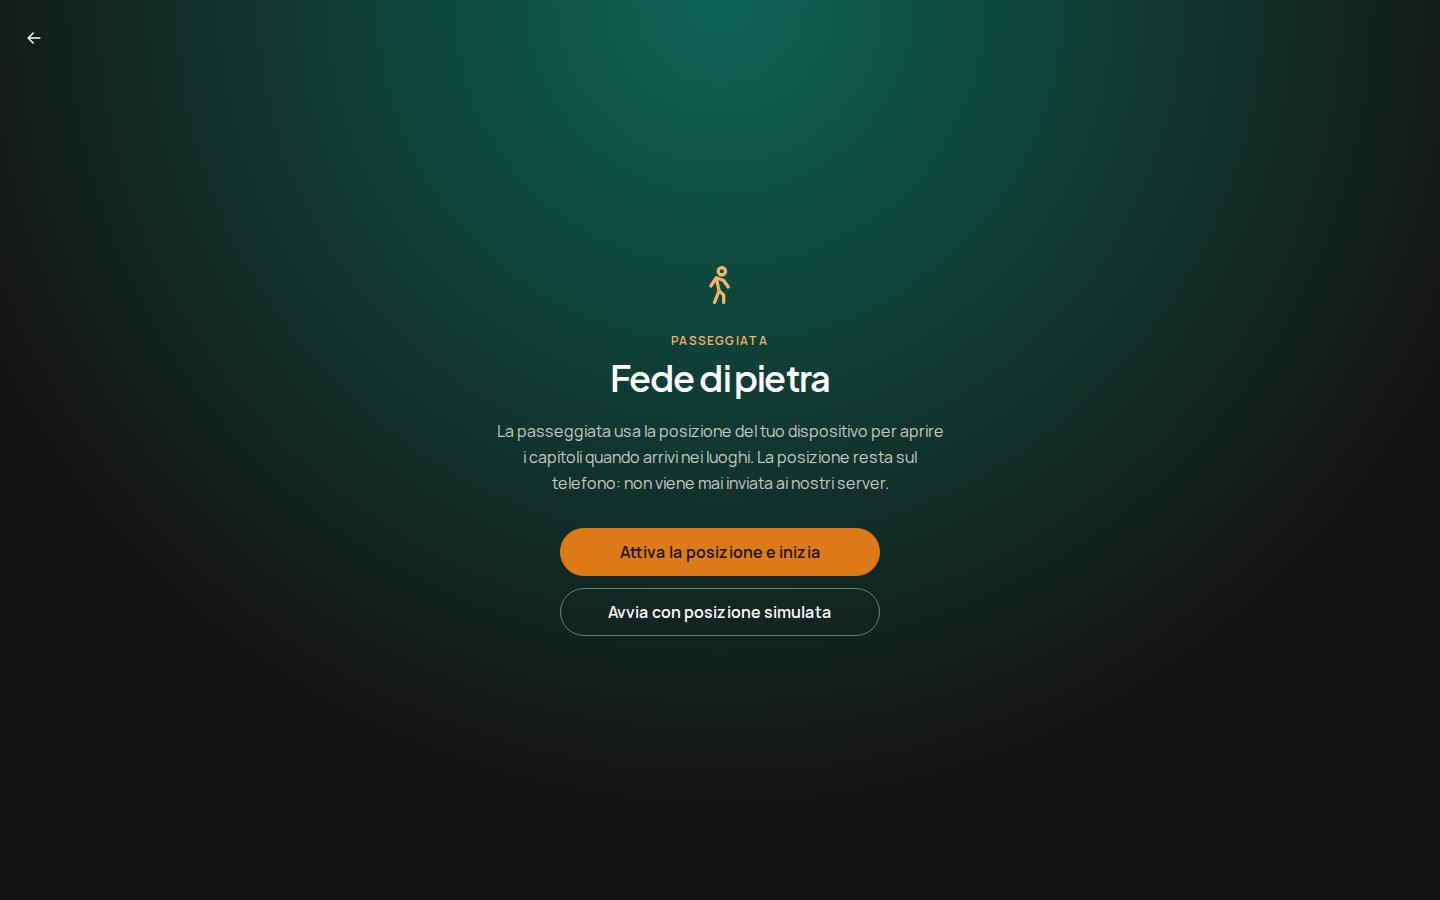 PASSEGGIATA
Fede di pietra
La passeggiata usa la posizione del tuo dispositivo per aprire
i capitoli quando arrivi nei luoghi. La posizione resta sul
telefono: non viene mai inviata ai nostri server.
Attiva la posizione e inizia
Avvia con posizione simulata